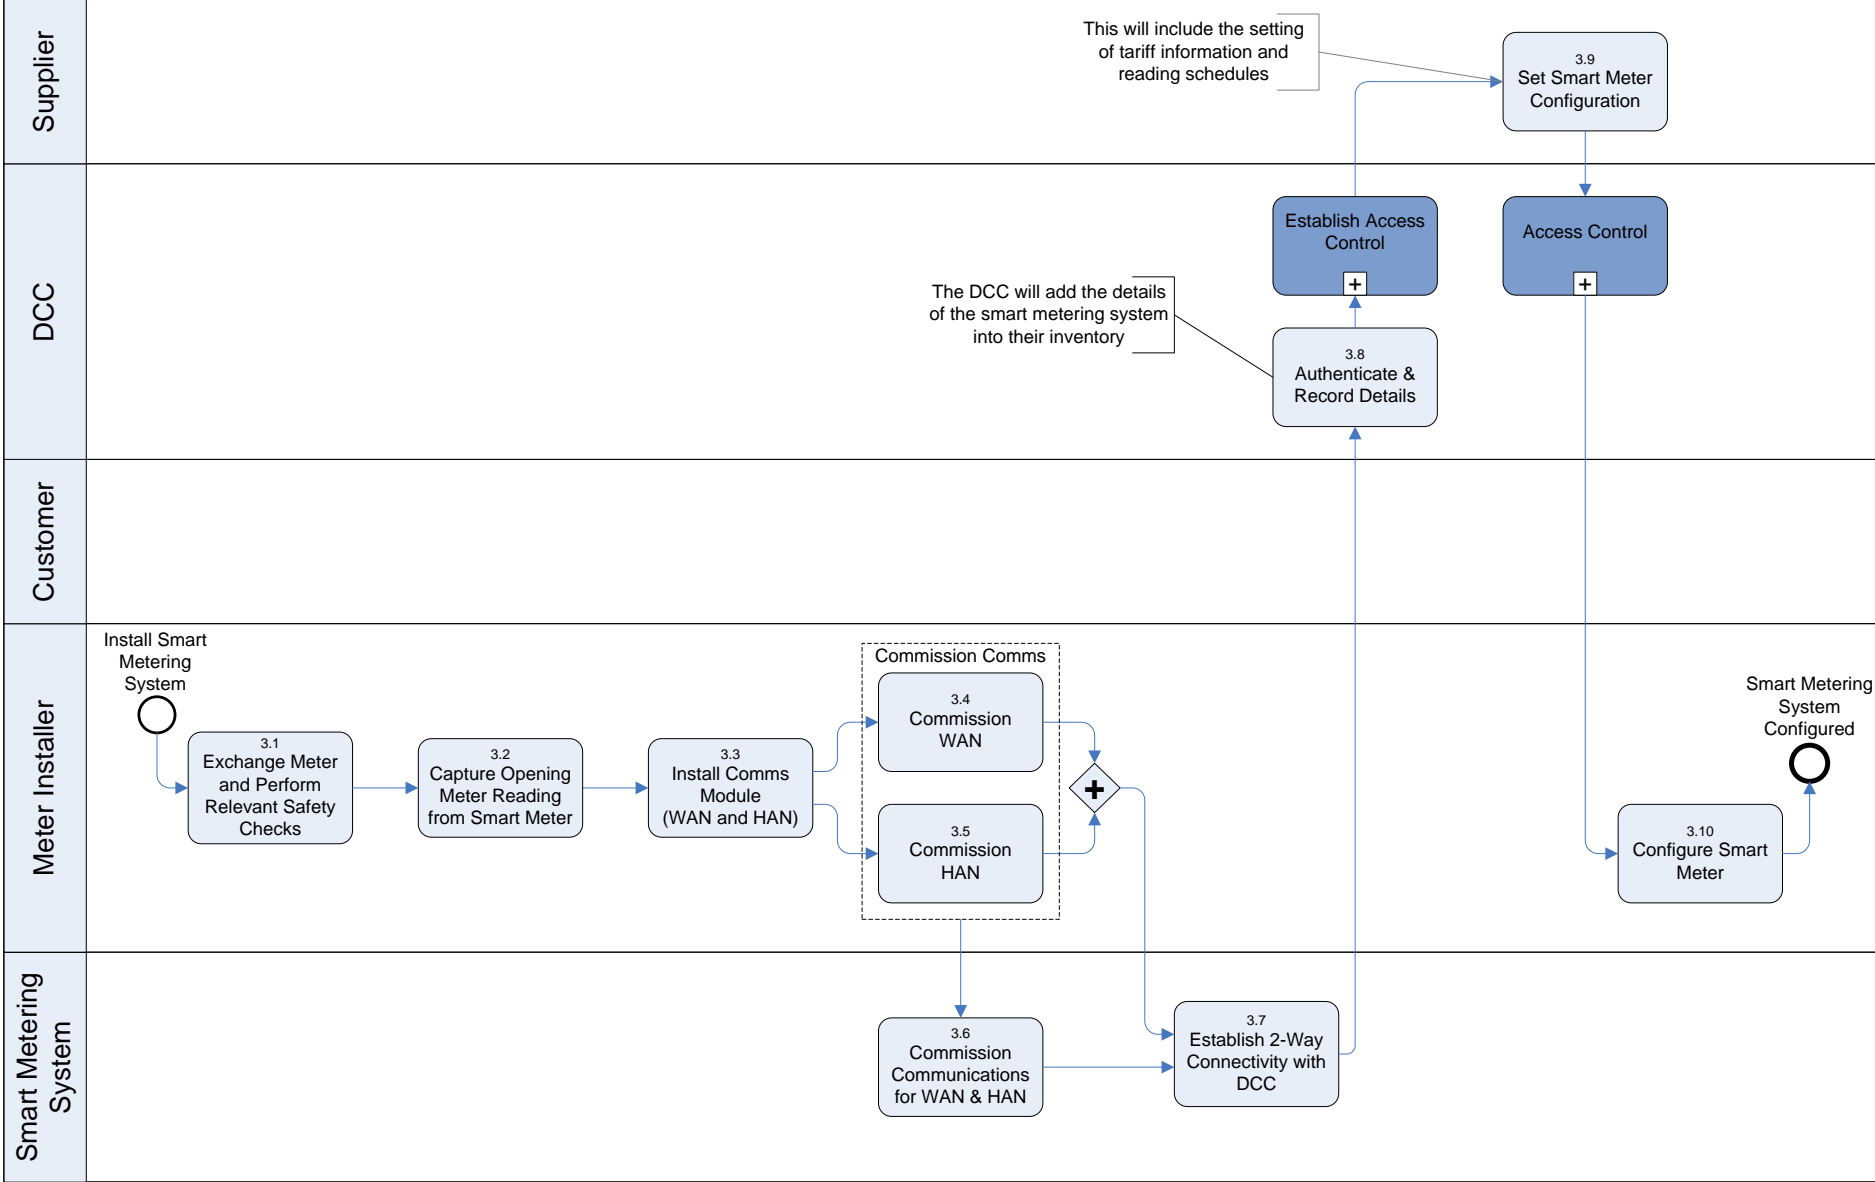 Supplier
This will include the setting
of tariff information and
reading schedules
3.9
Set Smart Meter
Configuration
DCC
Establish Access
Control
+
Access Control
+
The DCC will add the details
of the smart metering system
into their inventory
3.8
Authenticate &
Record Details
Customer
Meter Installer
Install Smart
Metering
System
3.1
Exchange Meter
and Perform
Relevant Safety
Checks
3.2
Capture Opening
Meter Reading
from Smart Meter
3.3
Install Comms
Module
(WAN and HAN)
Commission Comms
3.4
Commission
WAN
3.5
Commission
HAN
+
3.10
Configure Smart
Meter
Smart Metering
System
Configured
Smart Metering
System
3.6
Commission
Communications
for WAN & HAN
3.7
Establish 2-Way
Connectivity with
DCC